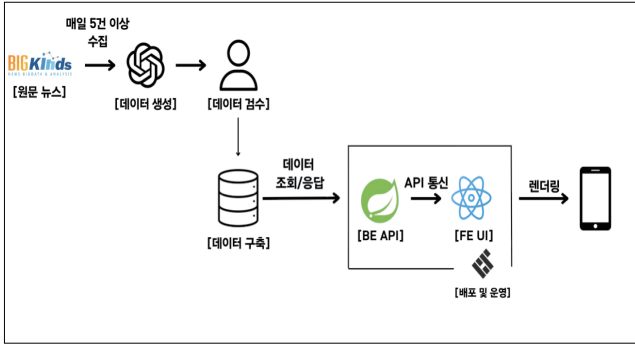 매일 5건 이상
수집
BIGKinds
NEWS BIGDATA & ANALYSIS
[원문 뉴스]
[데이터 생성]
[데이터 검수]
데이터
조회/응답
API 통신
렌더링
[데이터 구축]
[BE API]
[FE UI]
[배포 및 운영]